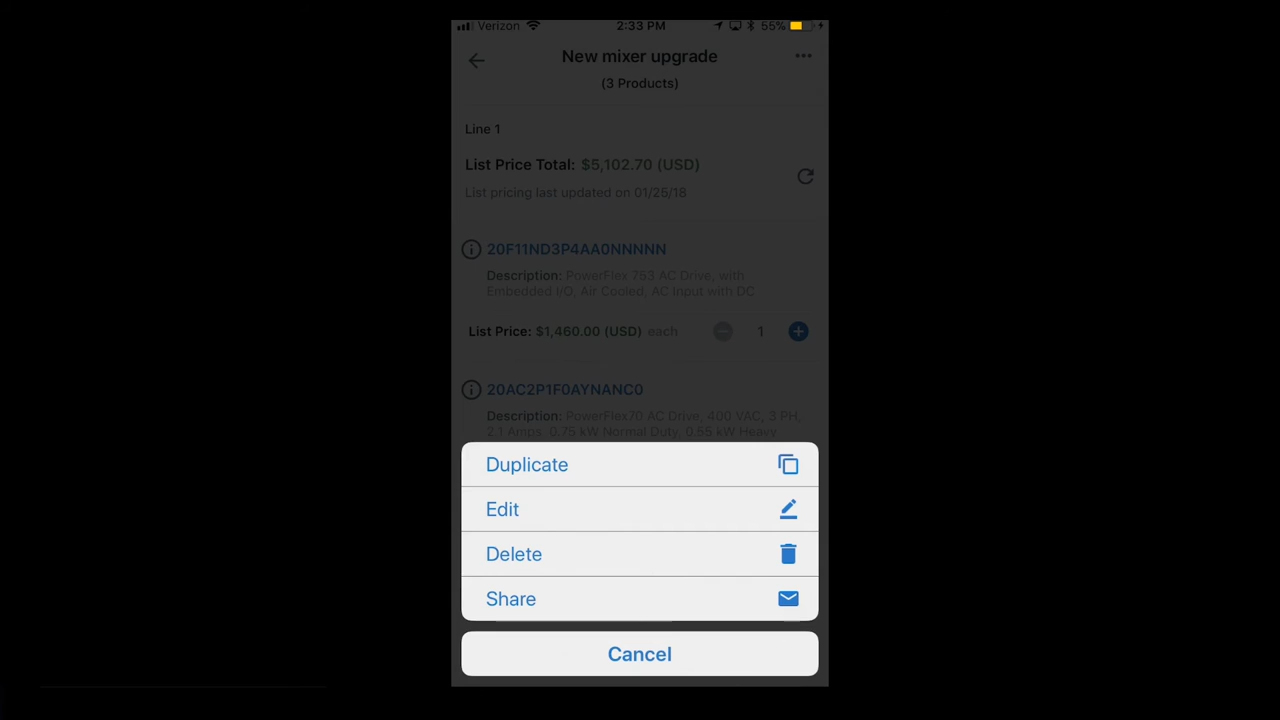 Verizon 2:33 PM 55%
New mixer upgrade
(3 Products)
Line 1
List Price Total: $5,102.70 (USD)
List pricing last updated on 01/25/18
20F11ND3P4AA0NNNNN
Description: PowerFlex 753 AC Drive, with
Embedded I/O, Air Cooled, AC Input with DC
List Price: $1,460.00 (USD) each 1
20AC2P1F0AYNANC0
Description: PowerFlex70 AC Drive, 400 VAC, 3 PH,
2.1 Amps, 0.75 kW Normal Duty, 0.55 kW Heavy
Duplicate
Edit
Delete
Share
Cancel